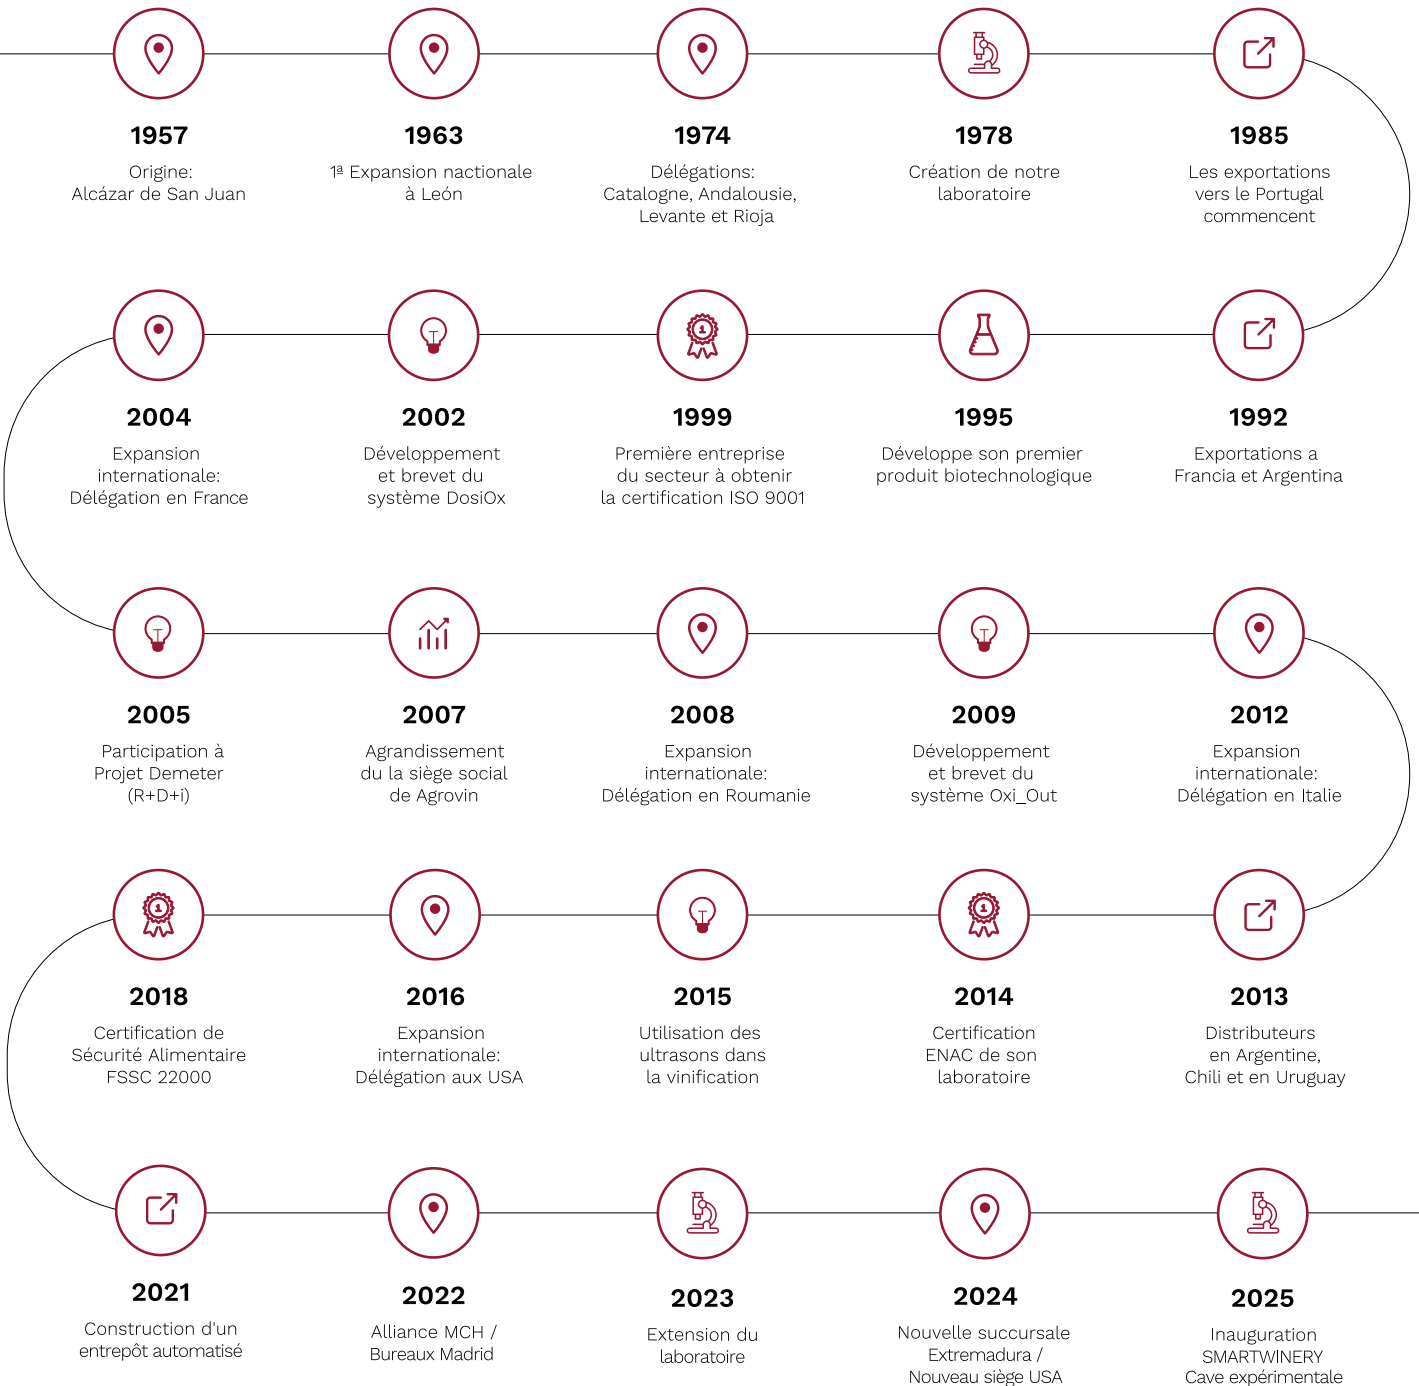 1957
Origine:
Alcázar de San Juan
1963
1ª Expansion nactionale
à León
1974
Délégations:
Catalogne, Andalousie,
Levante et Rioja
1978
Création de notre
laboratoire
1985
Les exportations
vers le Portugal
commencent
2004
Expansion
internationale:
Délégation en France
2002
Développement
et brevet du
système DosiOx
1999
Première entreprise
du secteur à obtenir
la certification ISO 9001
1995
Développe son premier
produit biotechnologique
1992
Exportations a
Francia et Argentina
2005
Participation à
Projet Demeter
(R+D+i)
2007
Agrandissement
du la siège social
de Agrovin
2008
Expansion
internationale:
Délégation en Roumanie
2009
Développement
et brevet du
système Oxi_Out
2012
Expansion
internationale:
Délégation en Italie
2018
Certification de
Sécurité Alimentaire
FSSC 22000
2016
Expansion
internationale:
Délégation aux USA
2015
Utilisation des
ultrasons dans
la vinification
2014
Certification
ENAC de son
laboratoire
2013
Distributeurs
en Argentine,
Chili et en Uruguay
2021
Construction d'un
entrepôt automatisé
2022
Alliance MCH /
Bureaux Madrid
2023
Extension du
laboratoire
2024
Nouvelle succursale
Extremadura /
Nouveau siège USA
2025
Inauguration
SMARTWINERY
Cave expérimentale